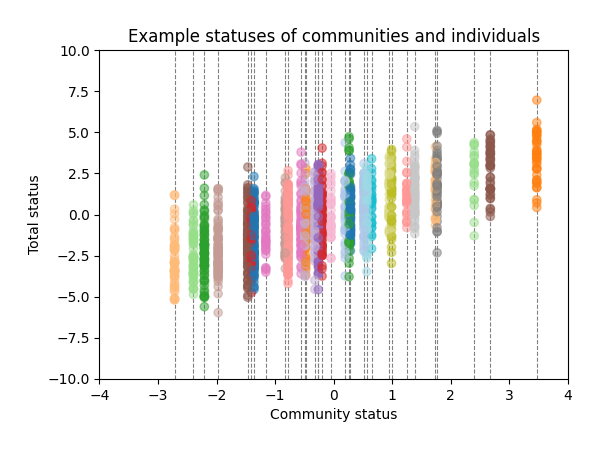 Example statuses of communities and individuals
10.0
7.5
5.0
2.5
0.0
−2.5
−5.0
−7.5
−10.0
Total status
−4 −3 −2 −1 0 1 2 3 4
Community status